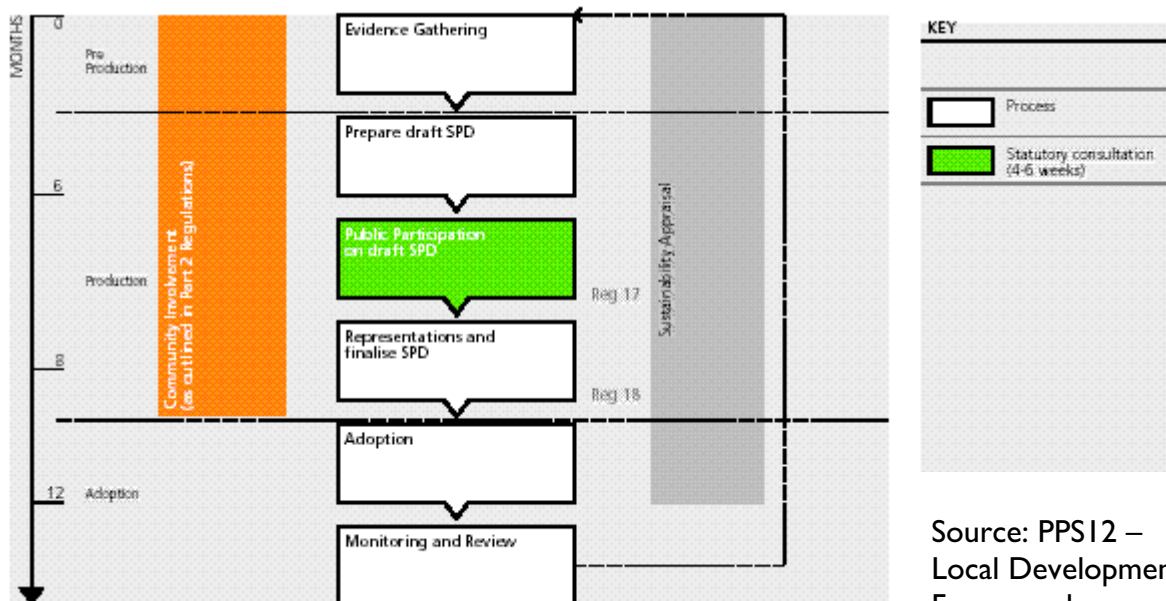 MONTHS
0
Pre
Production
6
Production
8
12
Adoption
Community Involvement
(as outlined in Part 2 Regulations)
Evidence Gathering
Prepare draft SPD
Public Participation
on draft SPD
Reg 17
Representations and
finalise SPD
Reg 18
Adoption
Monitoring and Review
Sustainability Appraisal
KEY
Process
Statutory consultation
(4-6 weeks)
Source: PPS12 –
Local